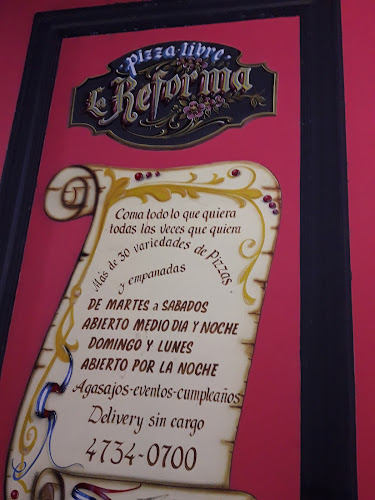 pizza libre
La Reforma
Coma todo lo que quiera
todas las veces que quiera
Más de 30 variedades de Pizzas
y empanadas
DE MARTES a SABADOS
ABIERTO MEDIO DIA Y NOCHE
DOMINGO Y LUNES
ABIERTO POR LA NOCHE
Agasajos-eventos-cumpleaños
Delivery sin cargo
4734-0700